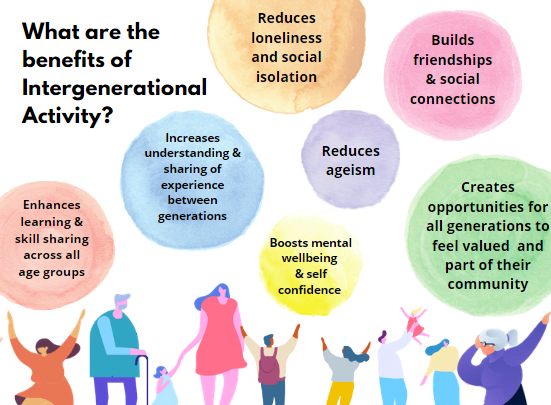 What are the
benefits of
Intergenerational
Activity?
Reduces
loneliness
and social
isolation
Builds
friendships
& social
connections
Increases
understanding &
sharing of
experience
between
generations
Reduces
ageism
Enhances
learning &
skill sharing
across all
age groups
Boosts mental
wellbeing
& self
confidence
Creates
opportunities for
all generations to
feel valued and
part of their
community